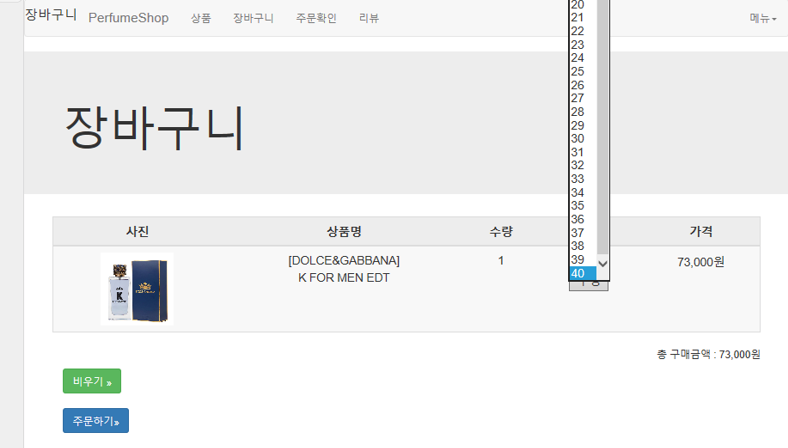 장바구니 PerfumeShop 상품 장바구니 주문확인 리뷰 메뉴
20
21
22
23
24
25
26
27
28
29
30
31
32
33
34
35
36
37
38
39
40
장바구니
사진 상품명 수량 가격
[DOLCE&GABBANA] 1 73,000원
K FOR MEN EDT
총 구매금액 : 73,000원
비우기 »
주문하기»